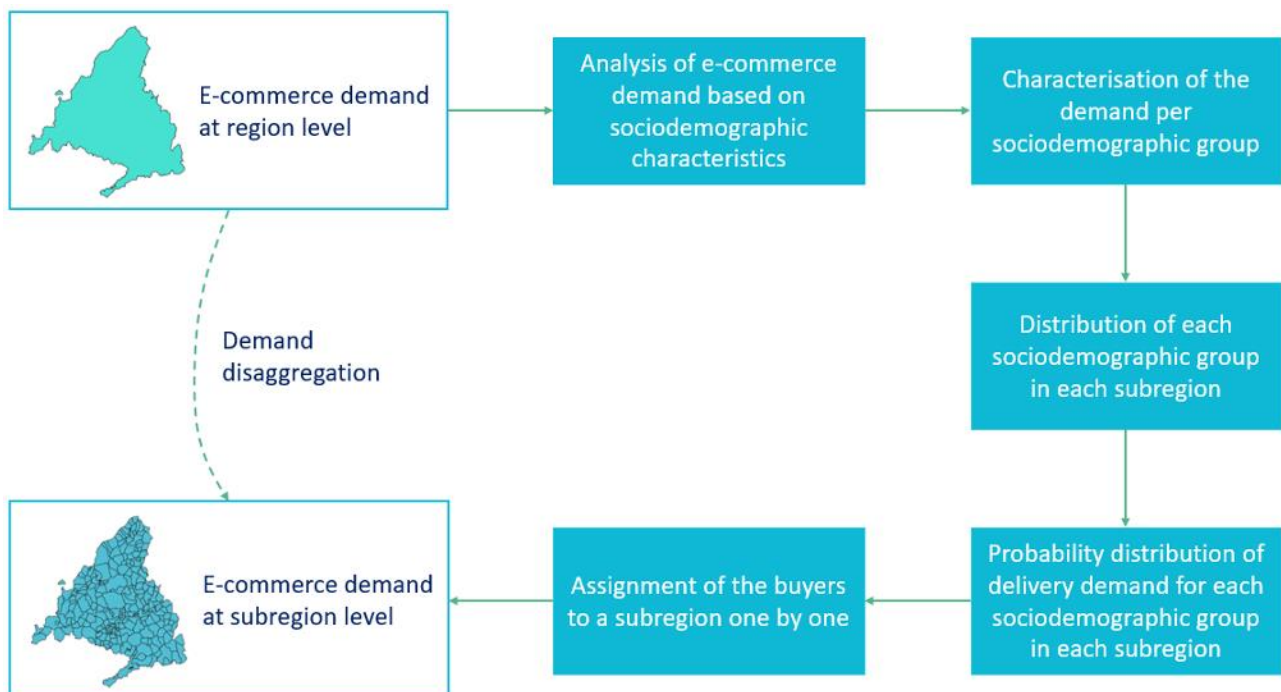 E-commerce demand
at region level
Analysis of e-commerce
demand based on
sociodemographic
characteristics
Characterisation of the
demand per
sociodemographic group
Distribution of each
sociodemographic group
in each subregion
Demand
disaggregation
Probability distribution of
delivery demand for each
sociodemographic group
in each subregion
Assignment of the buyers
to a subregion one by one
E-commerce demand
at subregion level